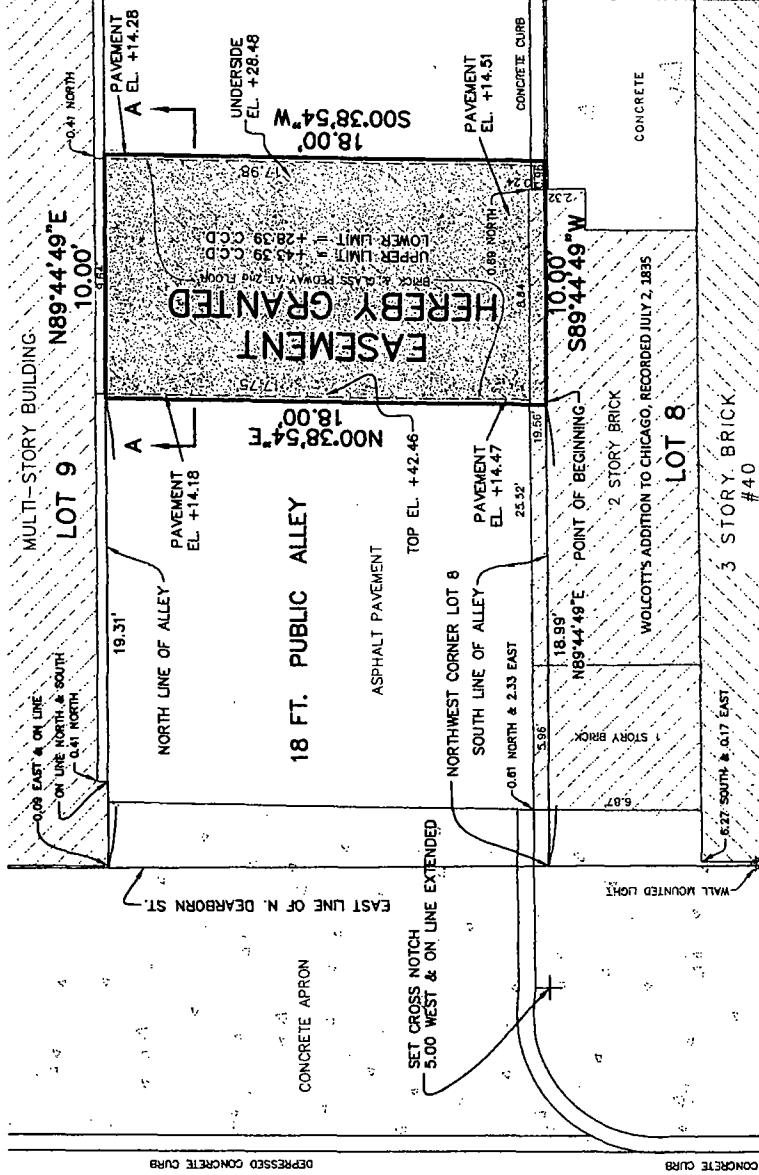 MULTI-STORY BUILDING
LOT 9
N89°44'49"E
10.00'
0.41 NORTH
PAVEMENT
EL. +14.28
A
UNDERSIDE
EL. +28.48
S00°38'54"W
18.00'
17.98
PAVEMENT
EL. +14.51
CONCRETE CURB
CONCRETE
EASEMENT
HEREBY GRANTED
BRICK & GLASS PEDWAY AT 2nd FLOOR
UPPER LIMIT = +43.39 C.C.D.
LOWER LIMIT = +28.39 C.C.D.
0.69 NORTH
2.32
10.00'
S89°44'49"W
17.75
N00°38'54"E
18.00'
A
PAVEMENT
EL. +14.18
TOP EL. +42.46
PAVEMENT
EL. +14.47
19.56'
25.52'
0.09 EAST & ON LINE
ON LINE NORTH & SOUTH
0.41 NORTH
19.31'
NORTH LINE OF ALLEY
18 FT. PUBLIC ALLEY
ASPHALT PAVEMENT
NORTHWEST CORNER LOT 8
SOUTH LINE OF ALLEY
18.99'
N89°44'49"E
POINT OF BEGINNING
0.61 NORTH & 2.33 EAST
5.96'
1 STORY BRICK
6.87'
2 STORY BRICK
WOLCOTT'S ADDITION TO CHICAGO, RECORDED JULY 2, 1835
LOT 8
3 STORY BRICK
#40
6.27 SOUTH & 0.17 EAST
WALL MOUNTED LIGHT
EAST LINE OF N. DEARBORN ST.
CONCRETE APRON
SET CROSS NOTCH
5.00 WEST & ON LINE EXTENDED
DEPRESSED CONCRETE CURB
CONCRETE CURB